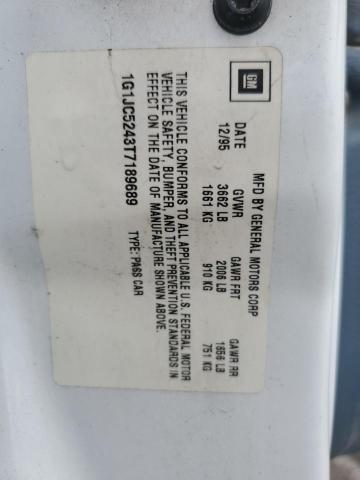 GM
MFD BY GENERAL MOTORS CORP
DATE GVWR GAWR FRT GAWR RR
12/95 3662 LB 2006 LB 1656 LB
1661 KG 910 KG 751 KG
THIS VEHICLE CONFORMS TO ALL APPLICABLE U.S. FEDERAL MOTOR
VEHICLE SAFETY, BUMPER, AND THEFT PREVENTION STANDARDS IN
EFFECT ON THE DATE OF MANUFACTURE SHOWN ABOVE.
1G1JC5243T7189689 TYPE: PASS CAR